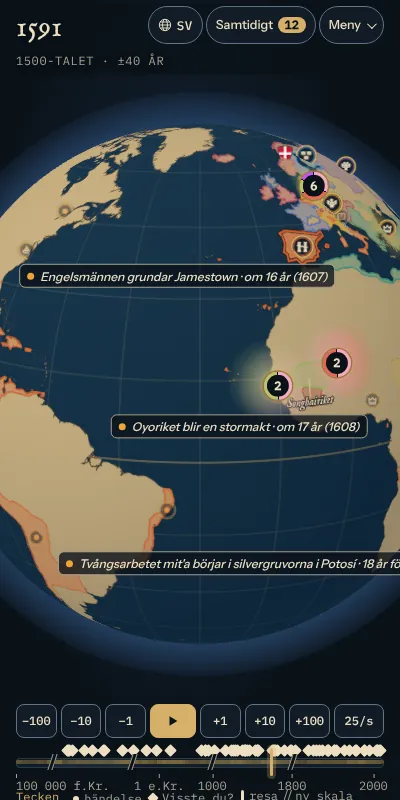 1591
SV
Samtidigt 12
Meny
1500-TALET · ±40 ÅR
6
Engelsmännen grundar Jamestown · om 16 år (1607)
2
2
Songhairiket
Oyoriket blir en stormakt · om 17 år (1608)
Tvångsarbetet mit'a börjar i silvergruvorna i Potosí · 18 år fö
−100
−10
−1
+1
+10
+100
25/s
100 000 f.Kr.
1 e.Kr.
1000
1800
2000
Tecken
händelse
Visste du?
resa
ny skala